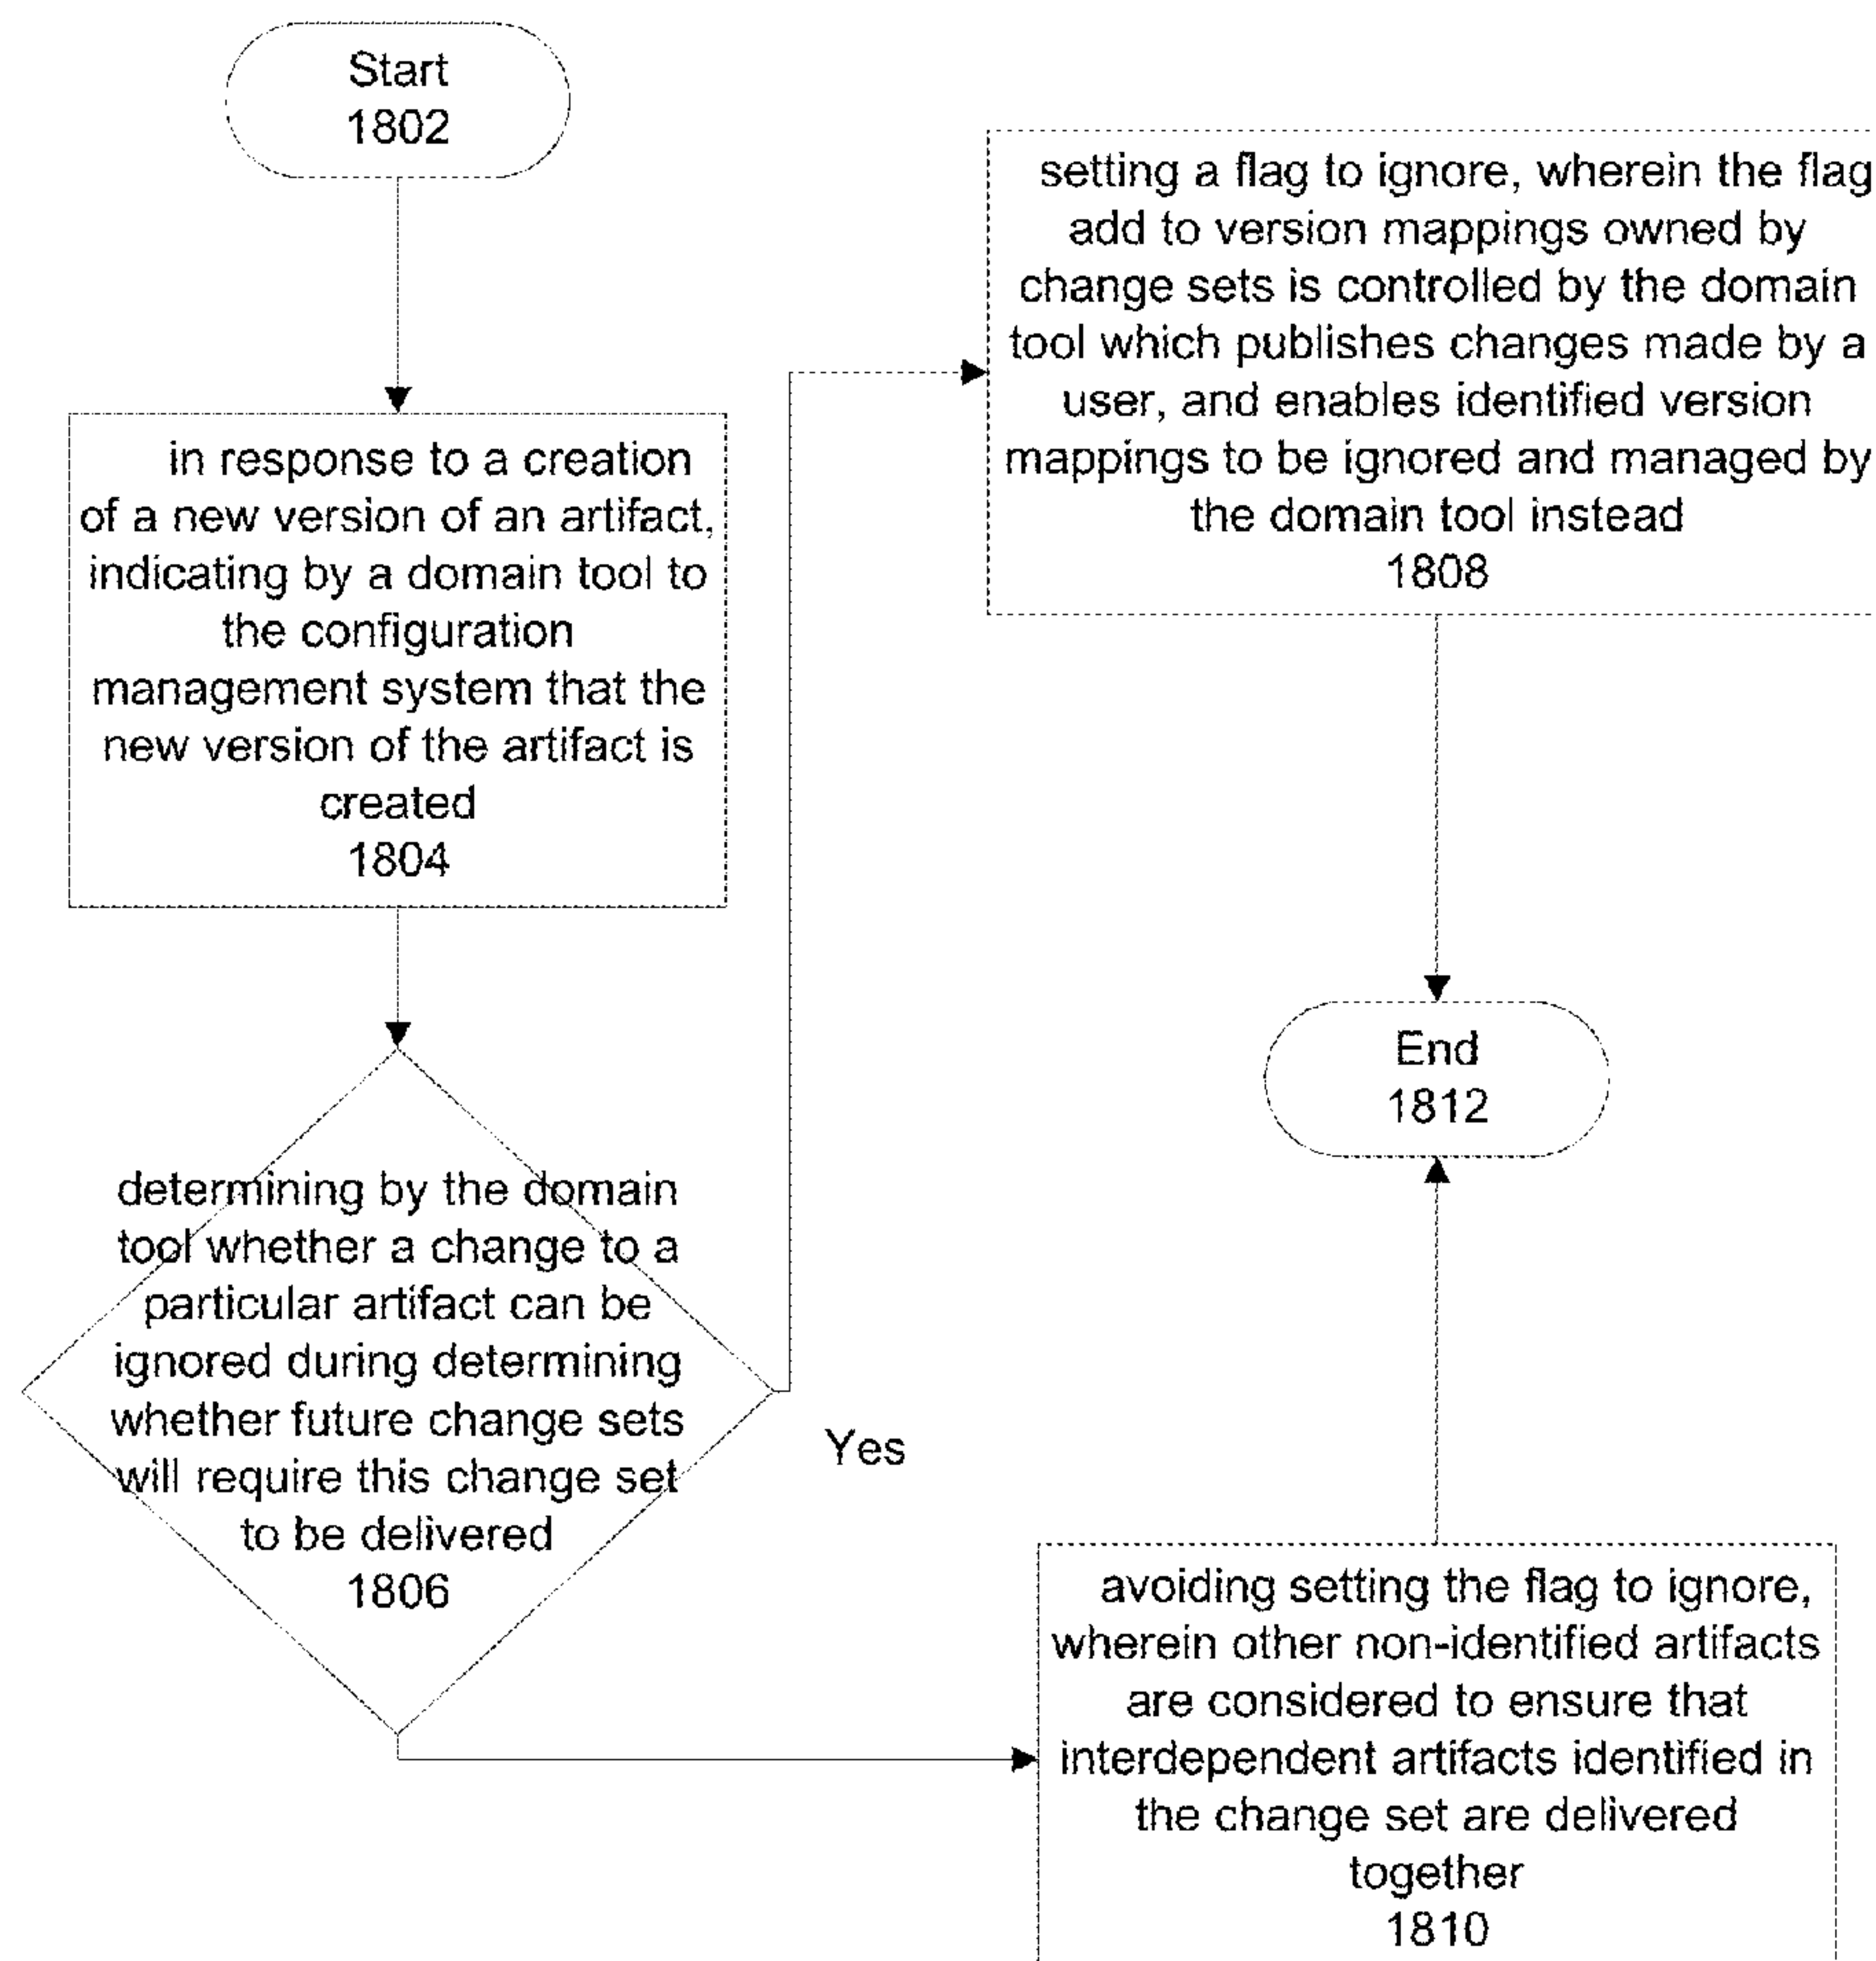 Start
1802
in response to a creation
of a new version of an artifact,
indicating by a domain tool to
the configuration
management system that the
new version of the artifact is
created
1804
determining by the domain
tool whether a change to a
particular artifact can be
ignored during determining
whether future change sets
will require this change set
to be delivered
1806
Yes
setting a flag to ignore, wherein the flag
add to version mappings owned by
change sets is controlled by the domain
tool which publishes changes made by a
user, and enables identified version
mappings to be ignored and managed by
the domain tool instead
1808
avoiding setting the flag to ignore,
wherein other non-identified artifacts
are considered to ensure that
interdependent artifacts identified in
the change set are delivered
together
1810
End
1812